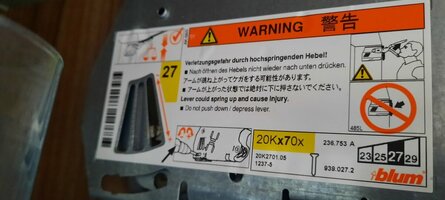 WARNING 警告
27
Verletzungsgefahr durch hochspringenden Hebel!
■ Nach öffnen des Hebels nicht wieder nach unten drücken.
アームが跳ね上がってケガをする可能性があります。
■ アームが上がった状態では絶対に下に押さないでください。
Lever could spring up and cause injury.
■ Do not push down / depress lever.
485L
20Kx70x
20K2701.05
1237-5
236.753 A
939.027.2
23 25 27 29
blum